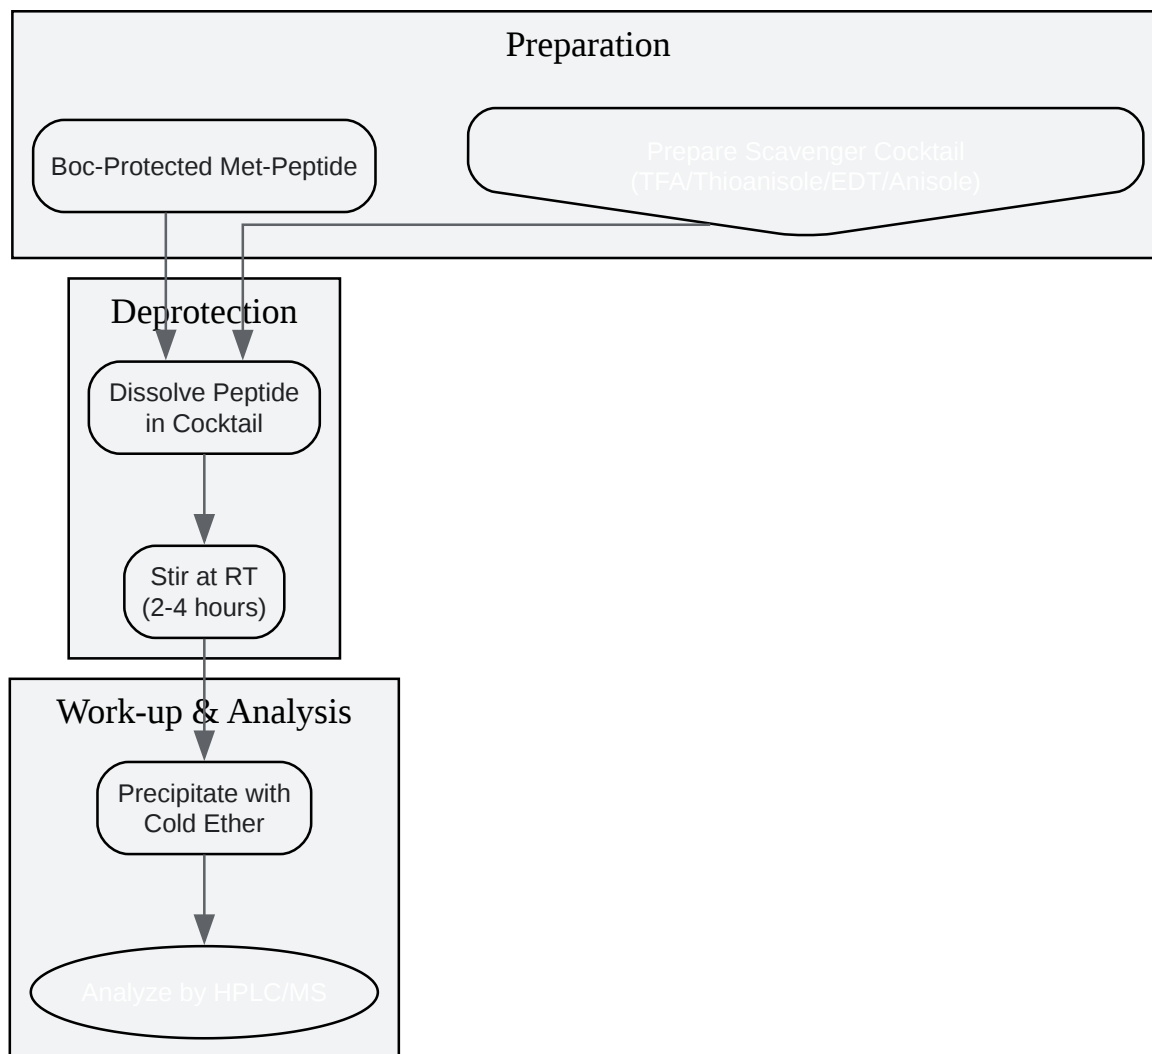 Preparation
Boc-Protected Met-Peptide
Prepare Scavenger Cocktail
(TFA/Thioanisole/EDT/Anisole)
Deprotection
Dissolve Peptide
in Cocktail
Stir at RT
(2-4 hours)
Work-up & Analysis
Precipitate with
Cold Ether
Analyze by HPLC/MS